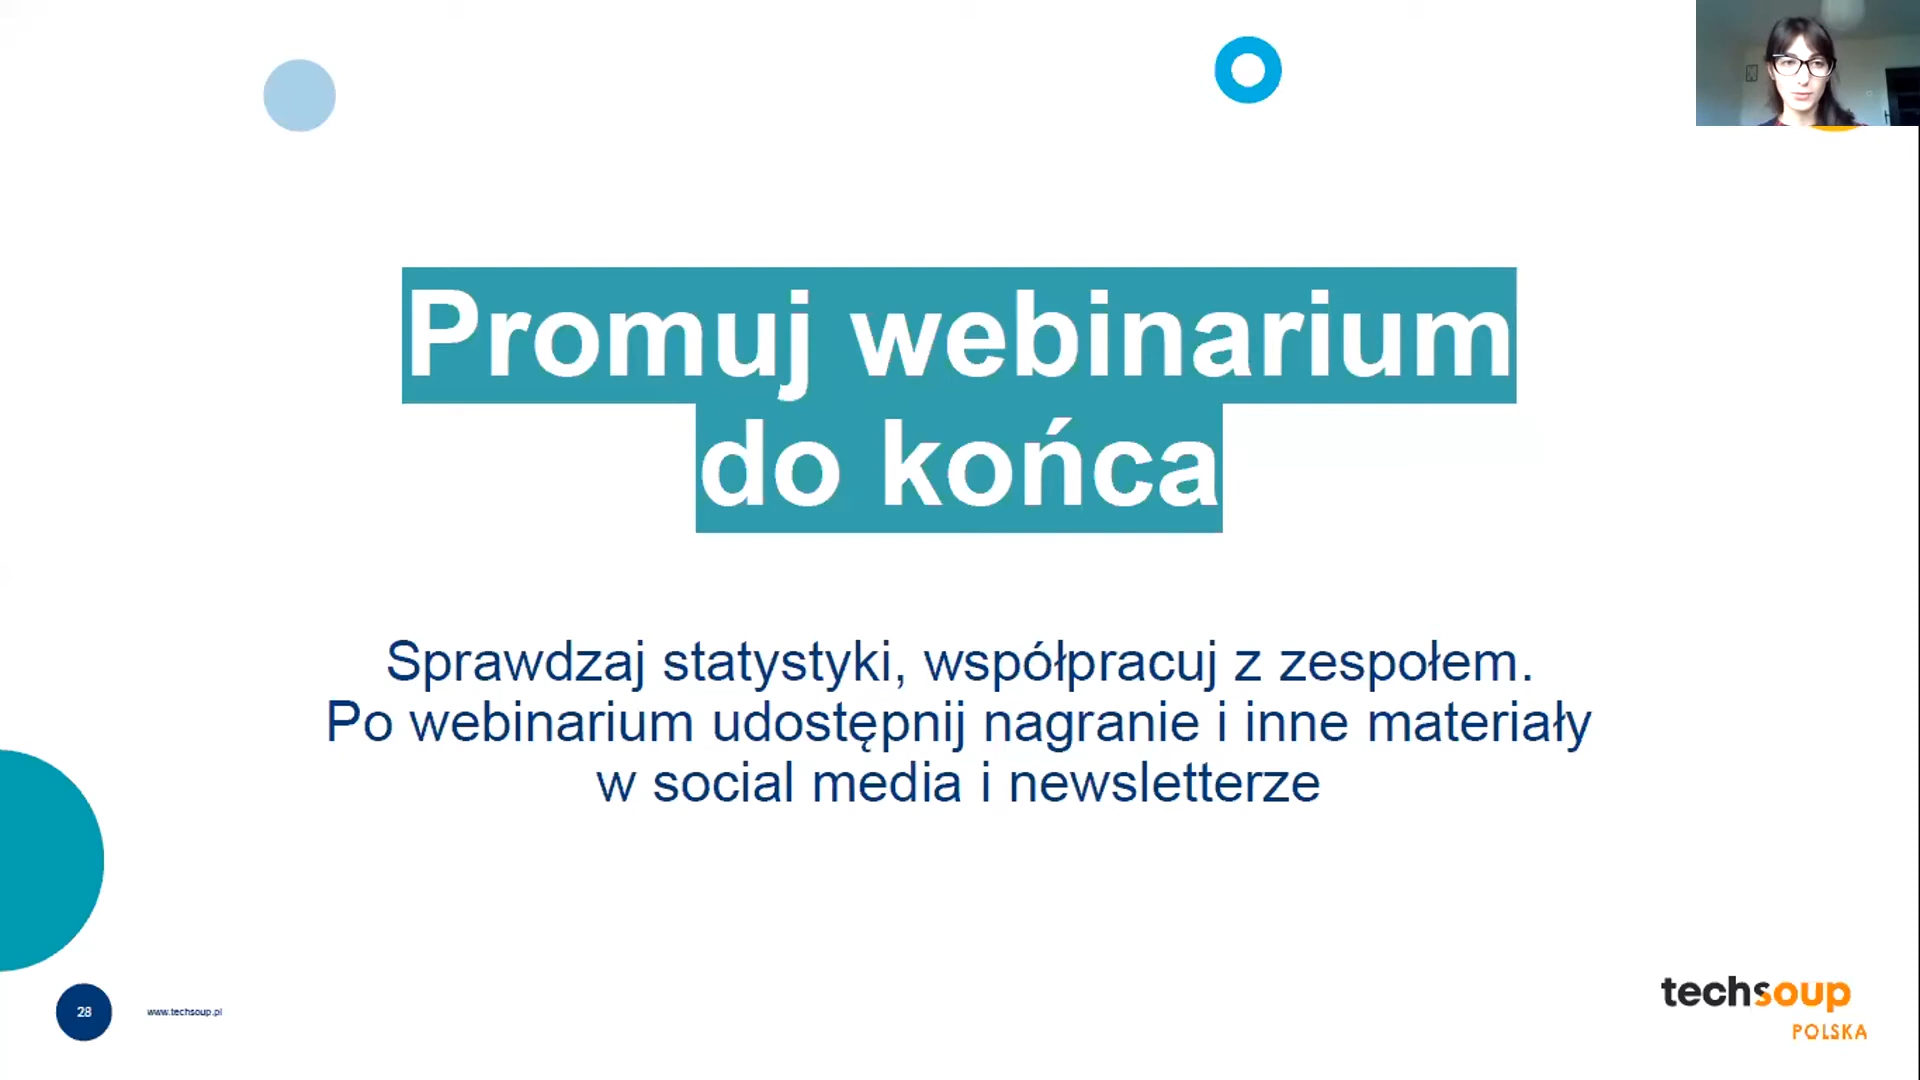 Promuj webinarium
do końca
Sprawdzaj statystyki, współpracuj z zespołem.
Po webinarium udostępnij nagranie i inne materiały
w social media i newsletterze
28
www.techsoup.pl
techsoup
POLSKA